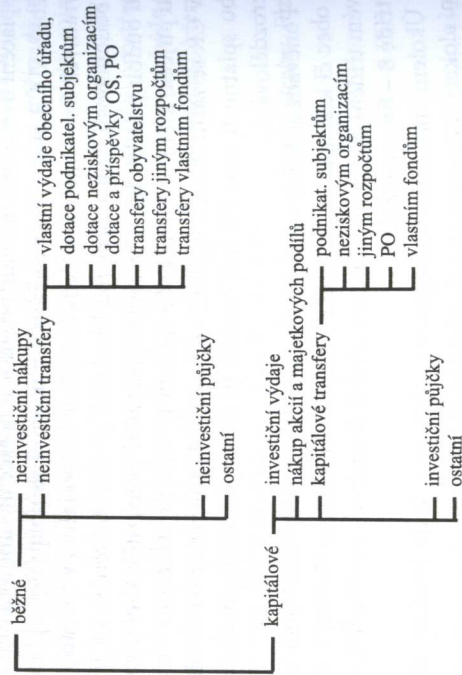 běžné
neinvestiční nákupy
neinvestiční transfery
vlastní výdaje obecního úřadu,
dotace podnikatel. subjektům
dotace neziskovým organizacím
dotace a příspěvky OS, PO
transfery obyvatelstvu
transfery jiným rozpočtům
transfery vlastním fondům
neinvestiční půjčky
ostatní
kapitálové
investiční výdaje
nákup akcií a majetkových podílů
kapitálové transfery
podnikat. subjektům
neziskovým organizacím
jiným rozpočtům
PO
vlastním fondům
investiční půjčky
ostatní